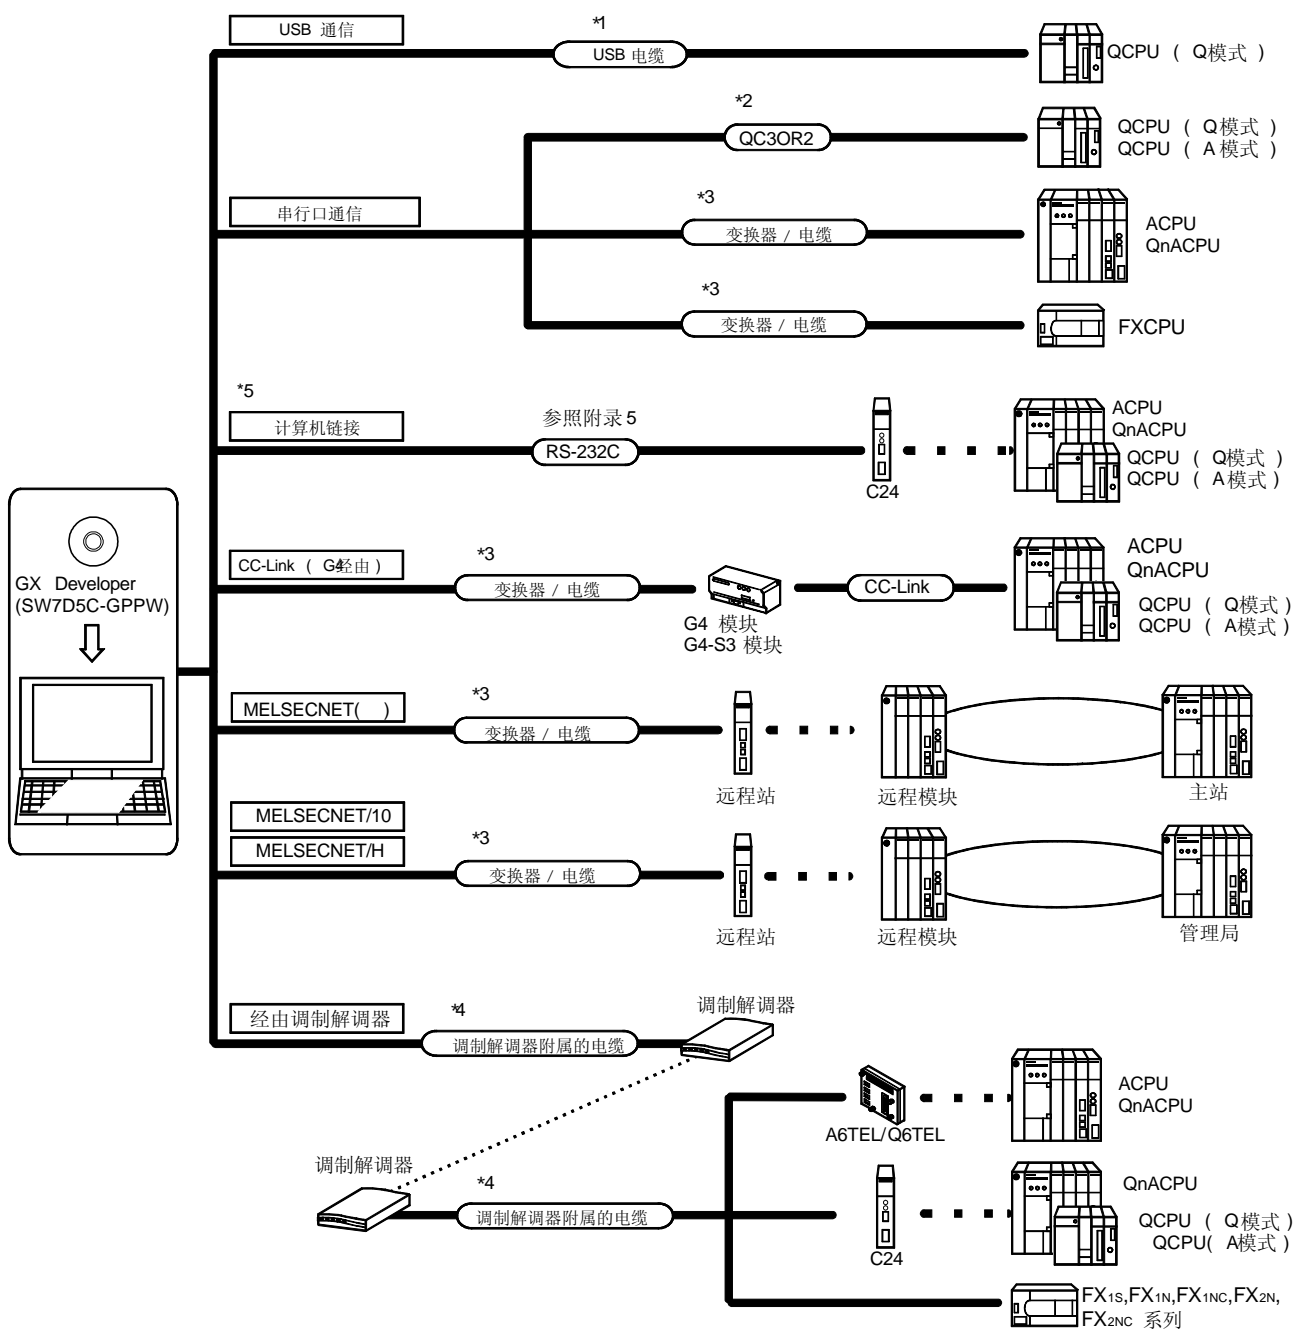 USB 通信
*1
USB 电缆
QCPU ( Q模式 )
*2
QC3OR2
QCPU ( Q模式 )
QCPU ( A模式 )
串行口通信
*3
变换器 / 电缆
ACPU
QnACPU
*3
变换器 / 电缆
FXCPU
*5
计算机链接
参照附录5
RS-232C
C24
ACPU
QnACPU
QCPU ( Q模式 )
QCPU ( A模式 )
GX Developer
(SW7D5C-GPPW)
CC-Link ( G4经由 )
*3
变换器 / 电缆
G4 模块
G4-S3 模块
CC-Link
ACPU
QnACPU
QCPU ( Q模式 )
QCPU ( A模式 )
MELSECNET( )
*3
变换器 / 电缆
远程站
远程模块
主站
MELSECNET/10
MELSECNET/H
*3
变换器 / 电缆
远程站
远程模块
管理局
经由调制解调器
*4
调制解调器附属的电缆
调制解调器
A6TEL/Q6TEL
ACPU
QnACPU
调制解调器
*4
调制解调器附属的电缆
C24
QnACPU
QCPU ( Q模式 )
QCPU( A模式 )
FX1S,FX1N,FX1NC,FX2N,
FX2NC 系列